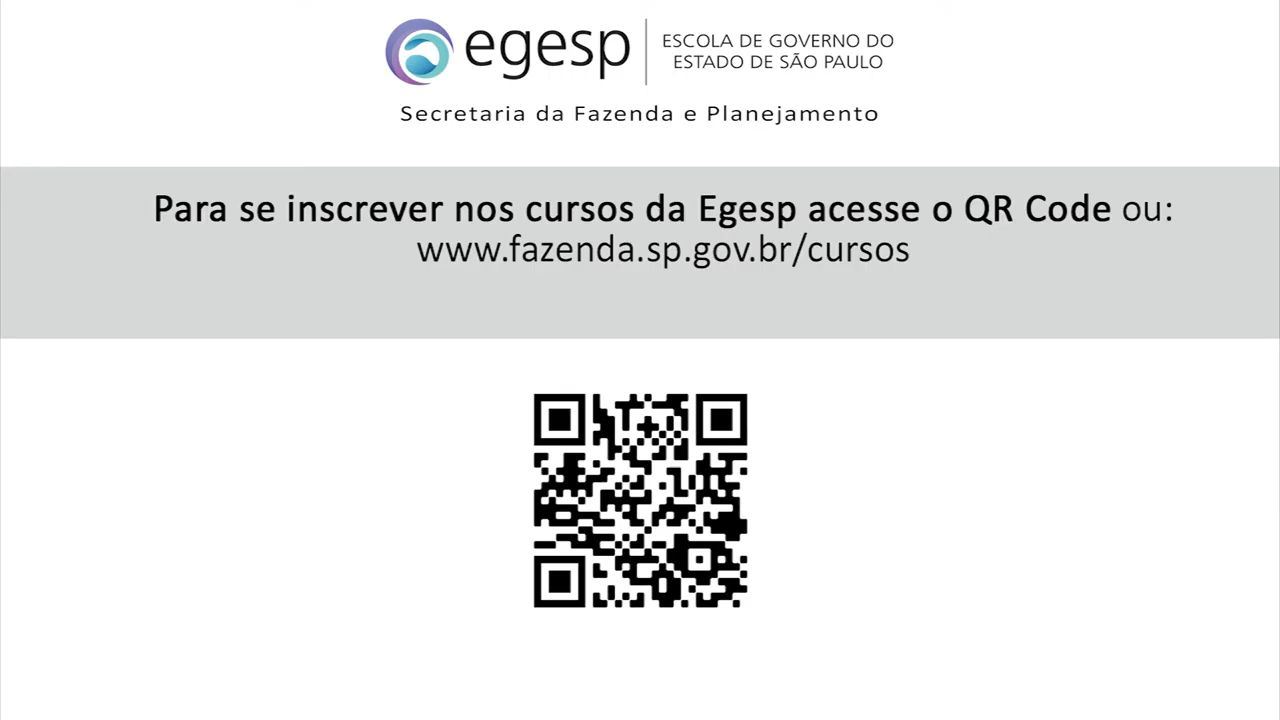 egesp
ESCOLA DE GOVERNO DO
ESTADO DE SÃO PAULO
Secretaria da Fazenda e Planejamento
Para se inscrever nos cursos da Egesp acesse o QR Code ou:
www.fazenda.sp.gov.br/cursos